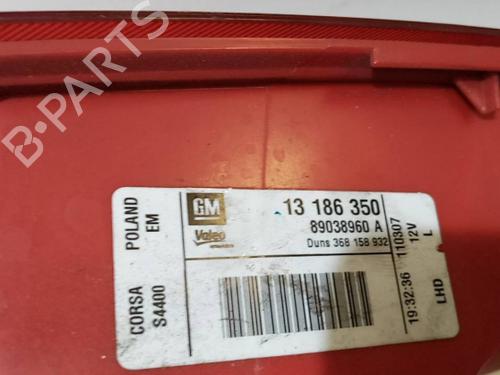 B-PARTS
GM
13 186 350
Valeo
89038960 A
Duns 368 158 932
POLAND
EM
CORSA
S4400
110307
12V
L
19:32:36
LHD